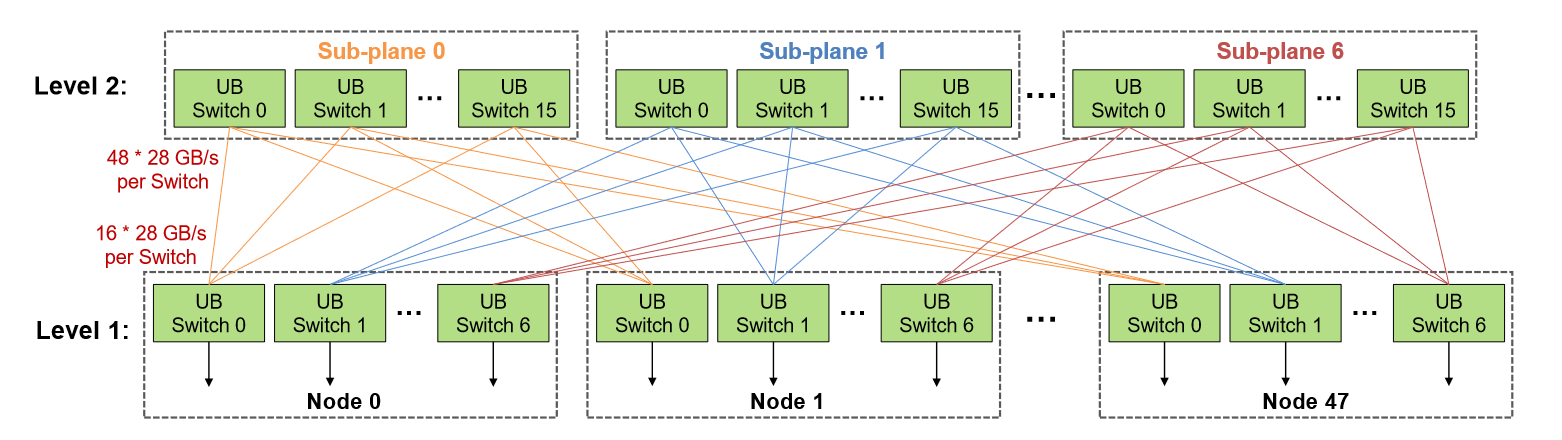 Sub-plane 0
Sub-plane 1
Sub-plane 6
Level 2:
UB
Switch 0
UB
Switch 1
...
UB
Switch 15
UB
Switch 0
UB
Switch 1
...
UB
Switch 15
...
UB
Switch 0
UB
Switch 1
...
UB
Switch 15
48 * 28 GB/s
per Switch
16 * 28 GB/s
per Switch
Level 1:
UB
Switch 0
UB
Switch 1
...
UB
Switch 6
UB
Switch 0
UB
Switch 1
...
UB
Switch 6
...
UB
Switch 0
UB
Switch 1
...
UB
Switch 6
Node 0
Node 1
Node 47